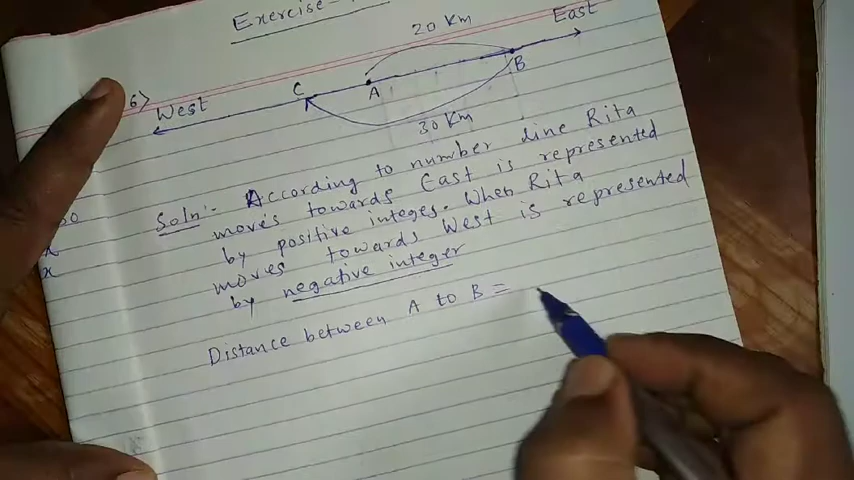 Exercise-
20 Km
East
6>
West
C
A
B
30 Km
Soln:- According to number line Rita
moves towards East is represented
by positive integes. When Rita
moves towards West is represented
by negative integer
Distance between A to B =